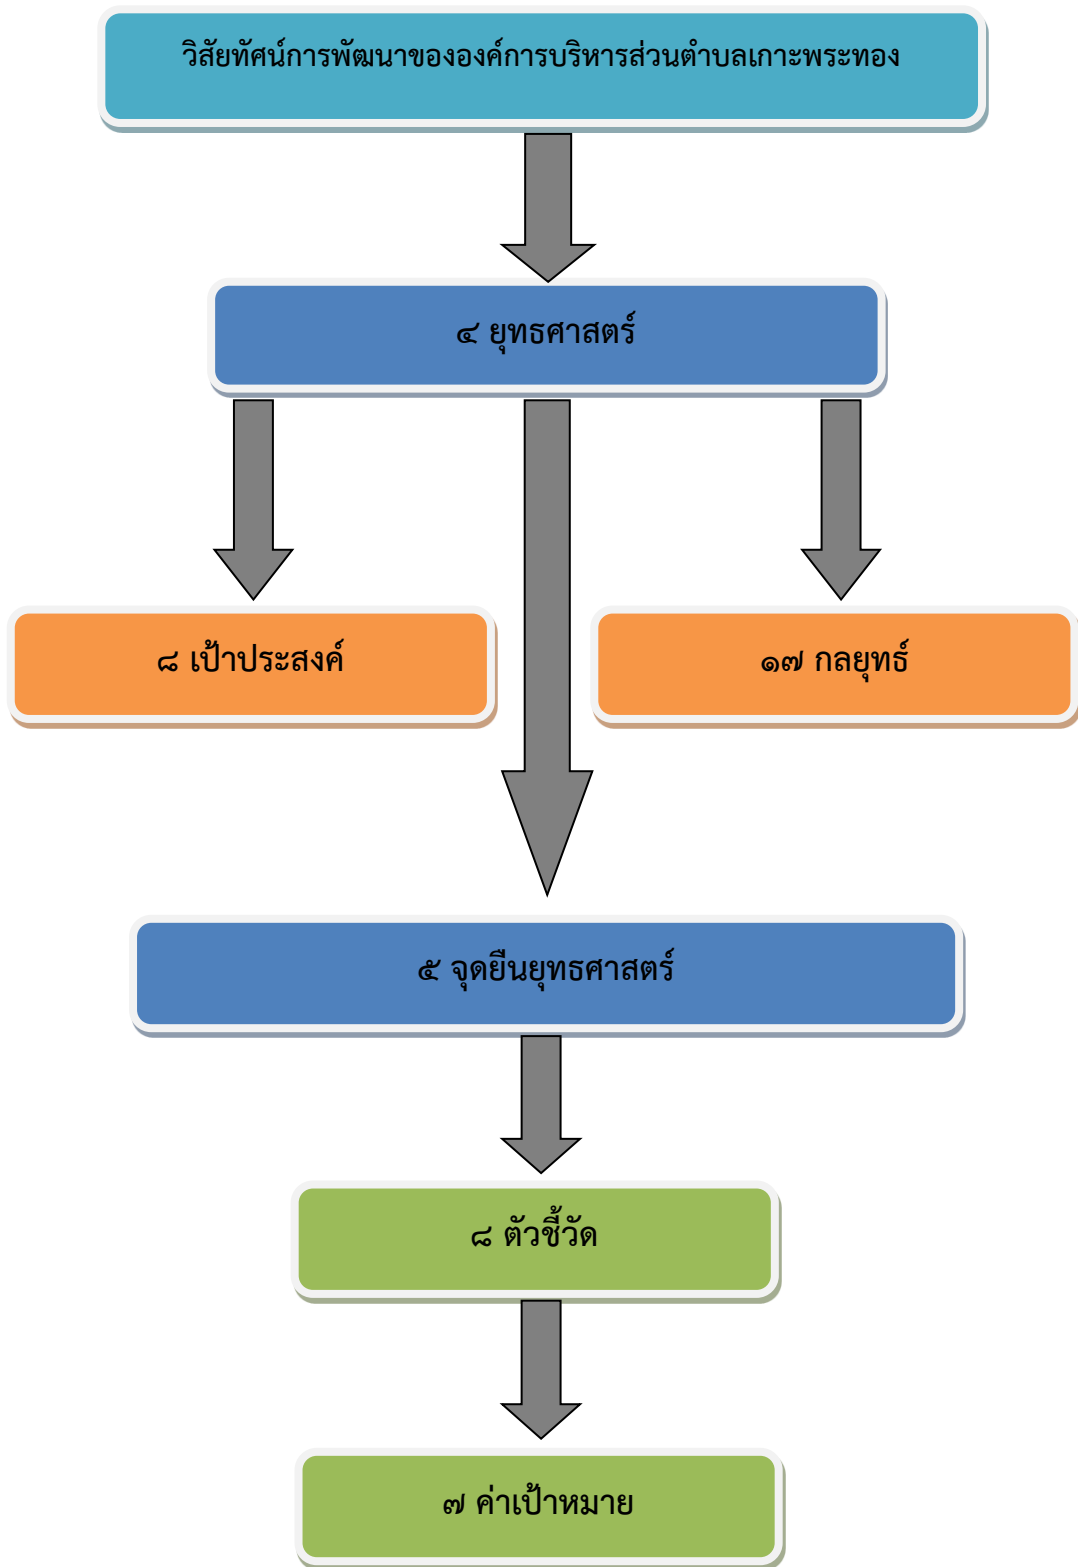 วิสัยทัศน์การพัฒนาขององค์การบริหารส่วนตำบลเกาะพระทอง
๔ ยุทธศาสตร์
๘ เป้าประสงค์
๑๗ กลยุทธ์
๕ จุดยืนยุทธศาสตร์
๘ ตัวชี้วัด
๗ ค่าเป้าหมาย